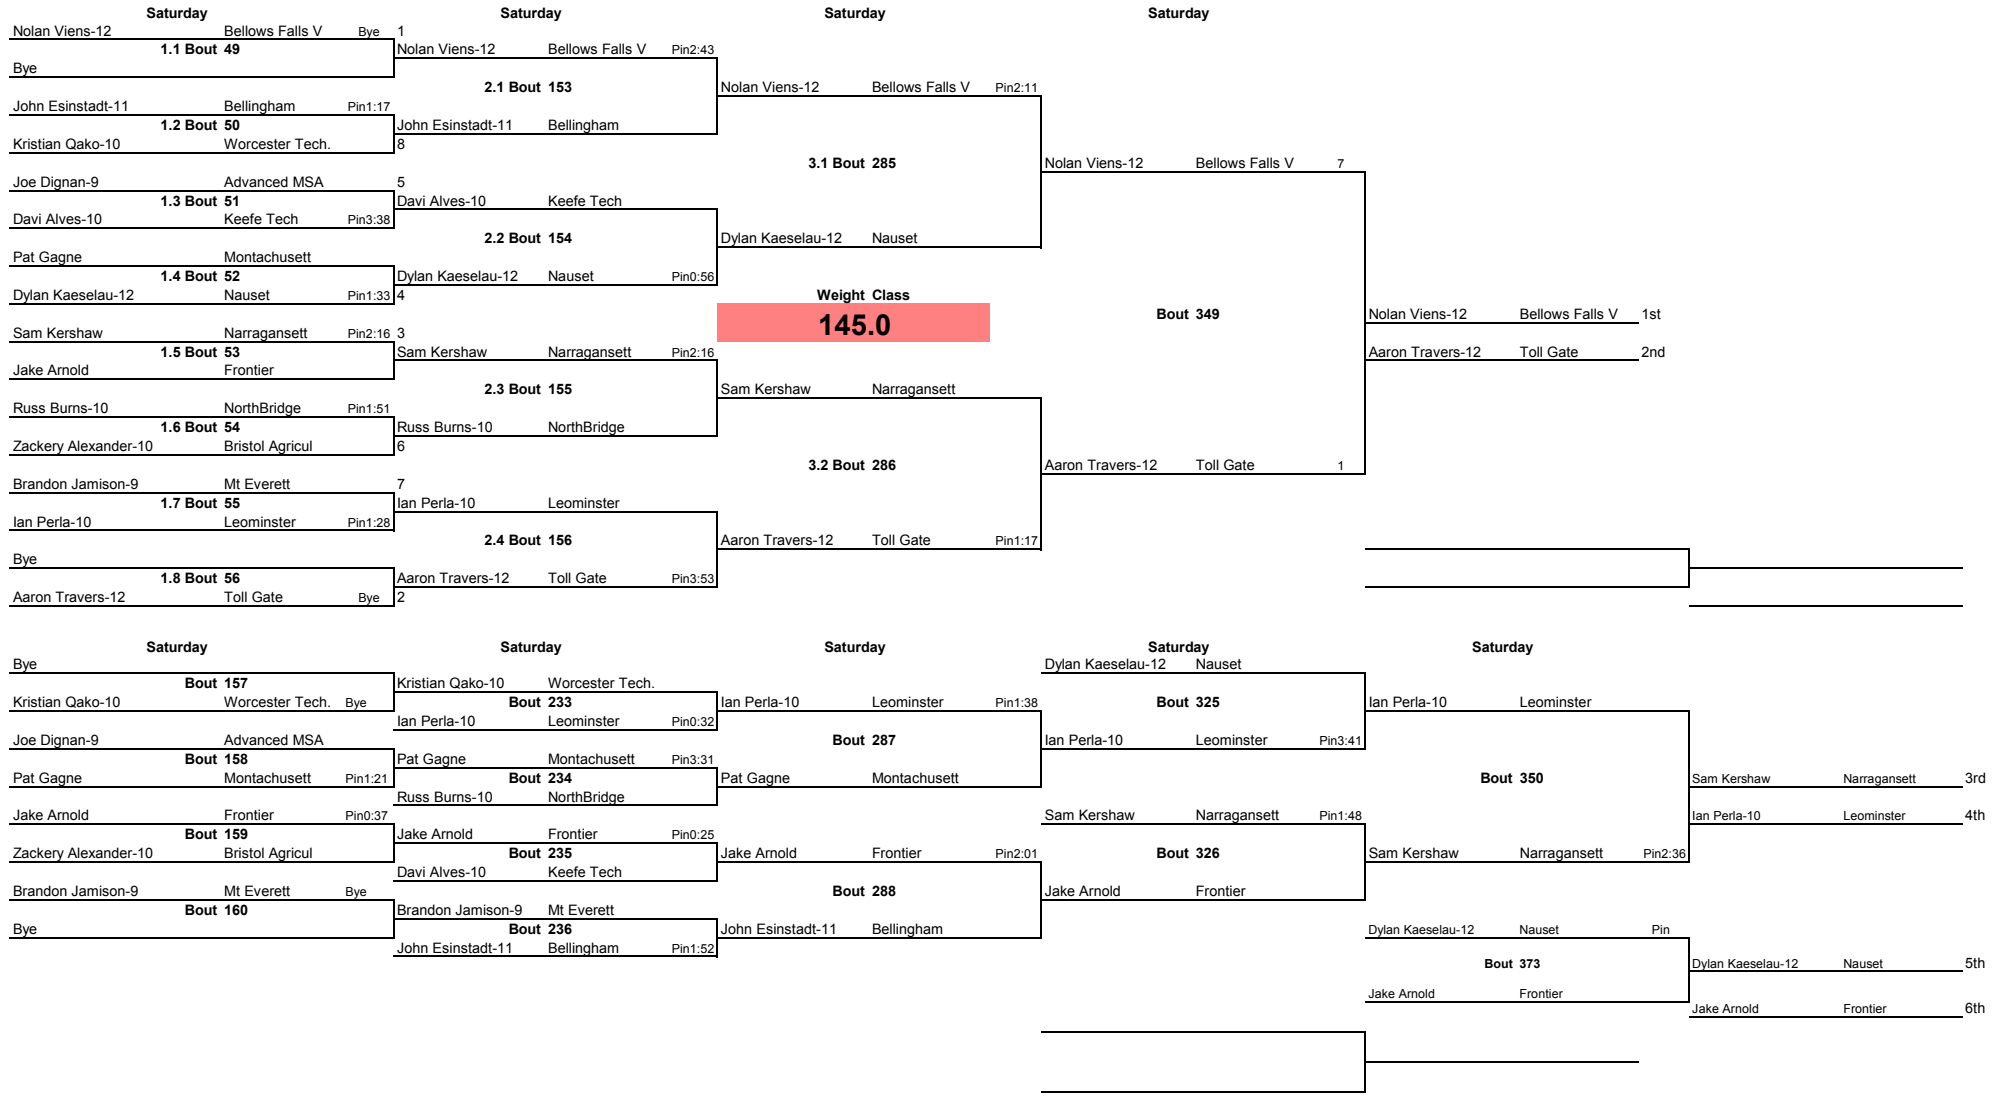 Saturday Saturday Saturday Saturday
Nolan Viens-12 Bellows Falls V Bye 1
1.1 Bout 49 Nolan Viens-12 Bellows Falls V Pin2:43
Bye
2.1 Bout 153 Nolan Viens-12 Bellows Falls V Pin2:11
John Esinstadt-11 Bellingham Pin1:17
1.2 Bout 50 John Esinstadt-11 Bellingham
Kristian Qako-10 Worcester Tech. 8
3.1 Bout 285 Nolan Viens-12 Bellows Falls V 7
Joe Dignan-9 Advanced MSA 5
1.3 Bout 51 Davi Alves-10 Keefe Tech
Davi Alves-10 Keefe Tech Pin3:38
2.2 Bout 154 Dylan Kaeselau-12 Nauset
Pat Gagne Montachusett
1.4 Bout 52 Dylan Kaeselau-12 Nauset Pin0:56
Dylan Kaeselau-12 Nauset Pin1:33 4 Weight Class
145.0 Bout 349 Nolan Viens-12 Bellows Falls V 1st
Sam Kershaw Narragansett Pin2:16 3
1.5 Bout 53 Sam Kershaw Narragansett Pin2:16 Aaron Travers-12 Toll Gate 2nd
Jake Arnold Frontier
2.3 Bout 155 Sam Kershaw Narragansett
Russ Burns-10 NorthBridge Pin1:51
1.6 Bout 54 Russ Burns-10 NorthBridge
Zackery Alexander-10 Bristol Agricul 6
3.2 Bout 286 Aaron Travers-12 Toll Gate 1
Brandon Jamison-9 Mt Everett 7
1.7 Bout 55 Ian Perla-10 Leominster
Ian Perla-10 Leominster Pin1:28
2.4 Bout 156 Aaron Travers-12 Toll Gate Pin1:17
Bye
1.8 Bout 56 Aaron Travers-12 Toll Gate Pin3:53
Aaron Travers-12 Toll Gate Bye 2
Saturday Saturday Saturday Saturday Saturday
Bye Dylan Kaeselau-12 Nauset
Bout 157 Kristian Qako-10 Worcester Tech.
Kristian Qako-10 Worcester Tech. Bye Bout 233 Ian Perla-10 Leominster Pin1:38 Bout 325 Ian Perla-10 Leominster
Ian Perla-10 Leominster Pin0:32
Joe Dignan-9 Advanced MSA Bout 287 Ian Perla-10 Leominster Pin3:41
Bout 158 Pat Gagne Montachusett Pin3:31
Pat Gagne Montachusett Pin1:21 Bout 234 Pat Gagne Montachusett Bout 350 Sam Kershaw Narragansett 3rd
Russ Burns-10 NorthBridge
Jake Arnold Frontier Pin0:37 Sam Kershaw Narragansett Pin1:48 Ian Perla-10 Leominster 4th
Bout 159 Jake Arnold Frontier Pin0:25
Zackery Alexander-10 Bristol Agricul Bout 235 Jake Arnold Frontier Pin2:01 Bout 326 Sam Kershaw Narragansett Pin2:36
Davi Alves-10 Keefe Tech
Brandon Jamison-9 Mt Everett Bye Bout 288 Jake Arnold Frontier
Bout 160 Brandon Jamison-9 Mt Everett
Bye Bout 236 John Esinstadt-11 Bellingham Dylan Kaeselau-12 Nauset Pin
John Esinstadt-11 Bellingham Pin1:52
Bout 373 Dylan Kaeselau-12 Nauset 5th
Jake Arnold Frontier
Jake Arnold Frontier 6th